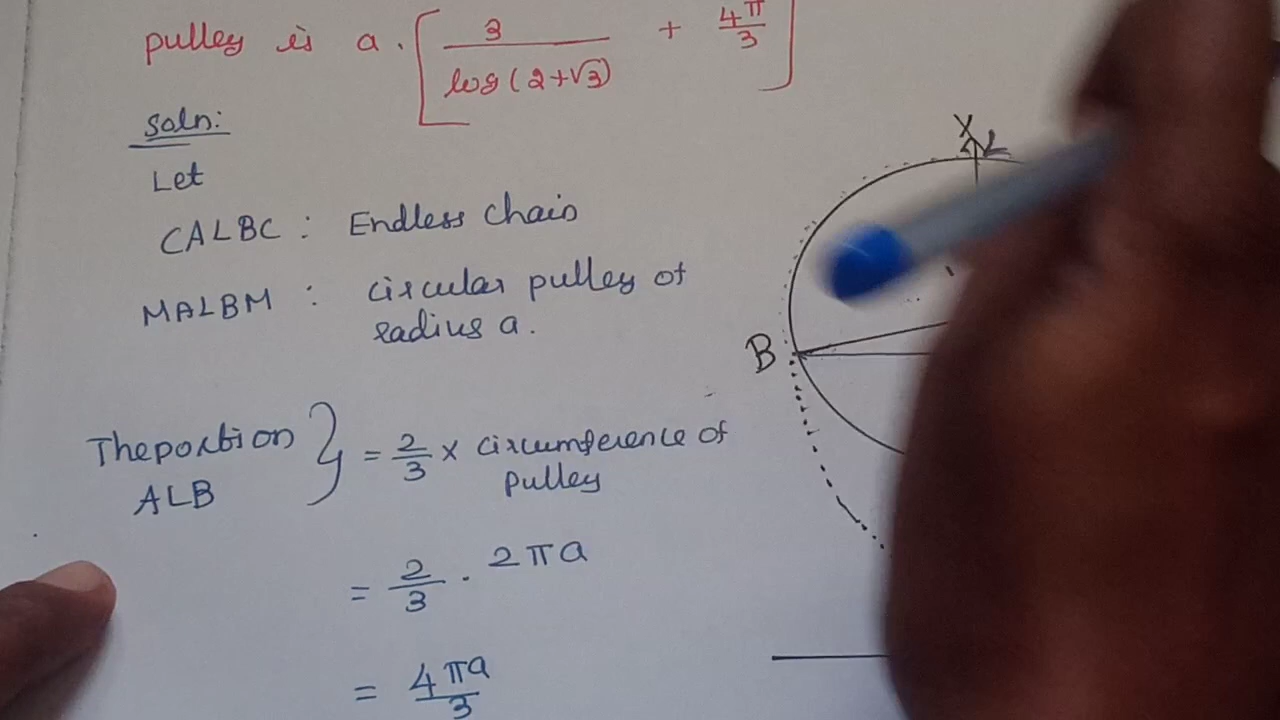 pulley is a. [ 3 / log(2+√3) + 4π/3 ]
Soln:
Let
CALBC : Endless chain
MALBM : circular pulley of
radius a.
The portion
ALB } = 2/3 × circumference of
pulley
= 2/3 . 2πa
= 4πa/3
Y
L
B